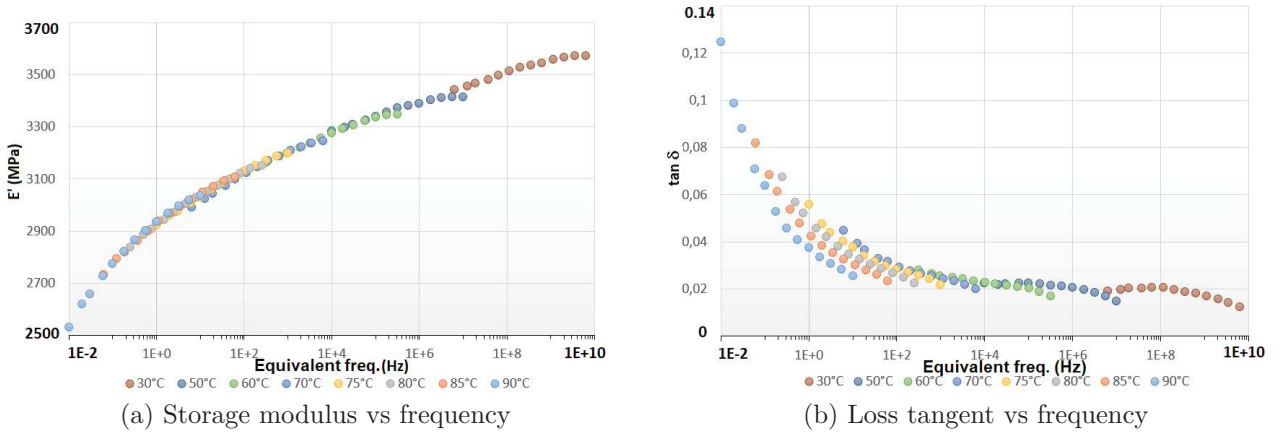 3700
3500
3300
3100
2900
2700
2500
E' (MPa)
1E-2 1E+0 1E+2 1E+4 1E+6 1E+8 1E+10
Equivalent freq.(Hz)
30°C 50°C 60°C 70°C 75°C 80°C 85°C 90°C
(a) Storage modulus vs frequency
0.14
0,12
0,1
0,08
0,06
0,04
0,02
0
tan δ
1E-2 1E+0 1E+2 1E+4 1E+6 1E+8 1E+10
Equivalent freq. (Hz)
30°C 50°C 60°C 70°C 75°C 80°C 85°C 90°C
(b) Loss tangent vs frequency